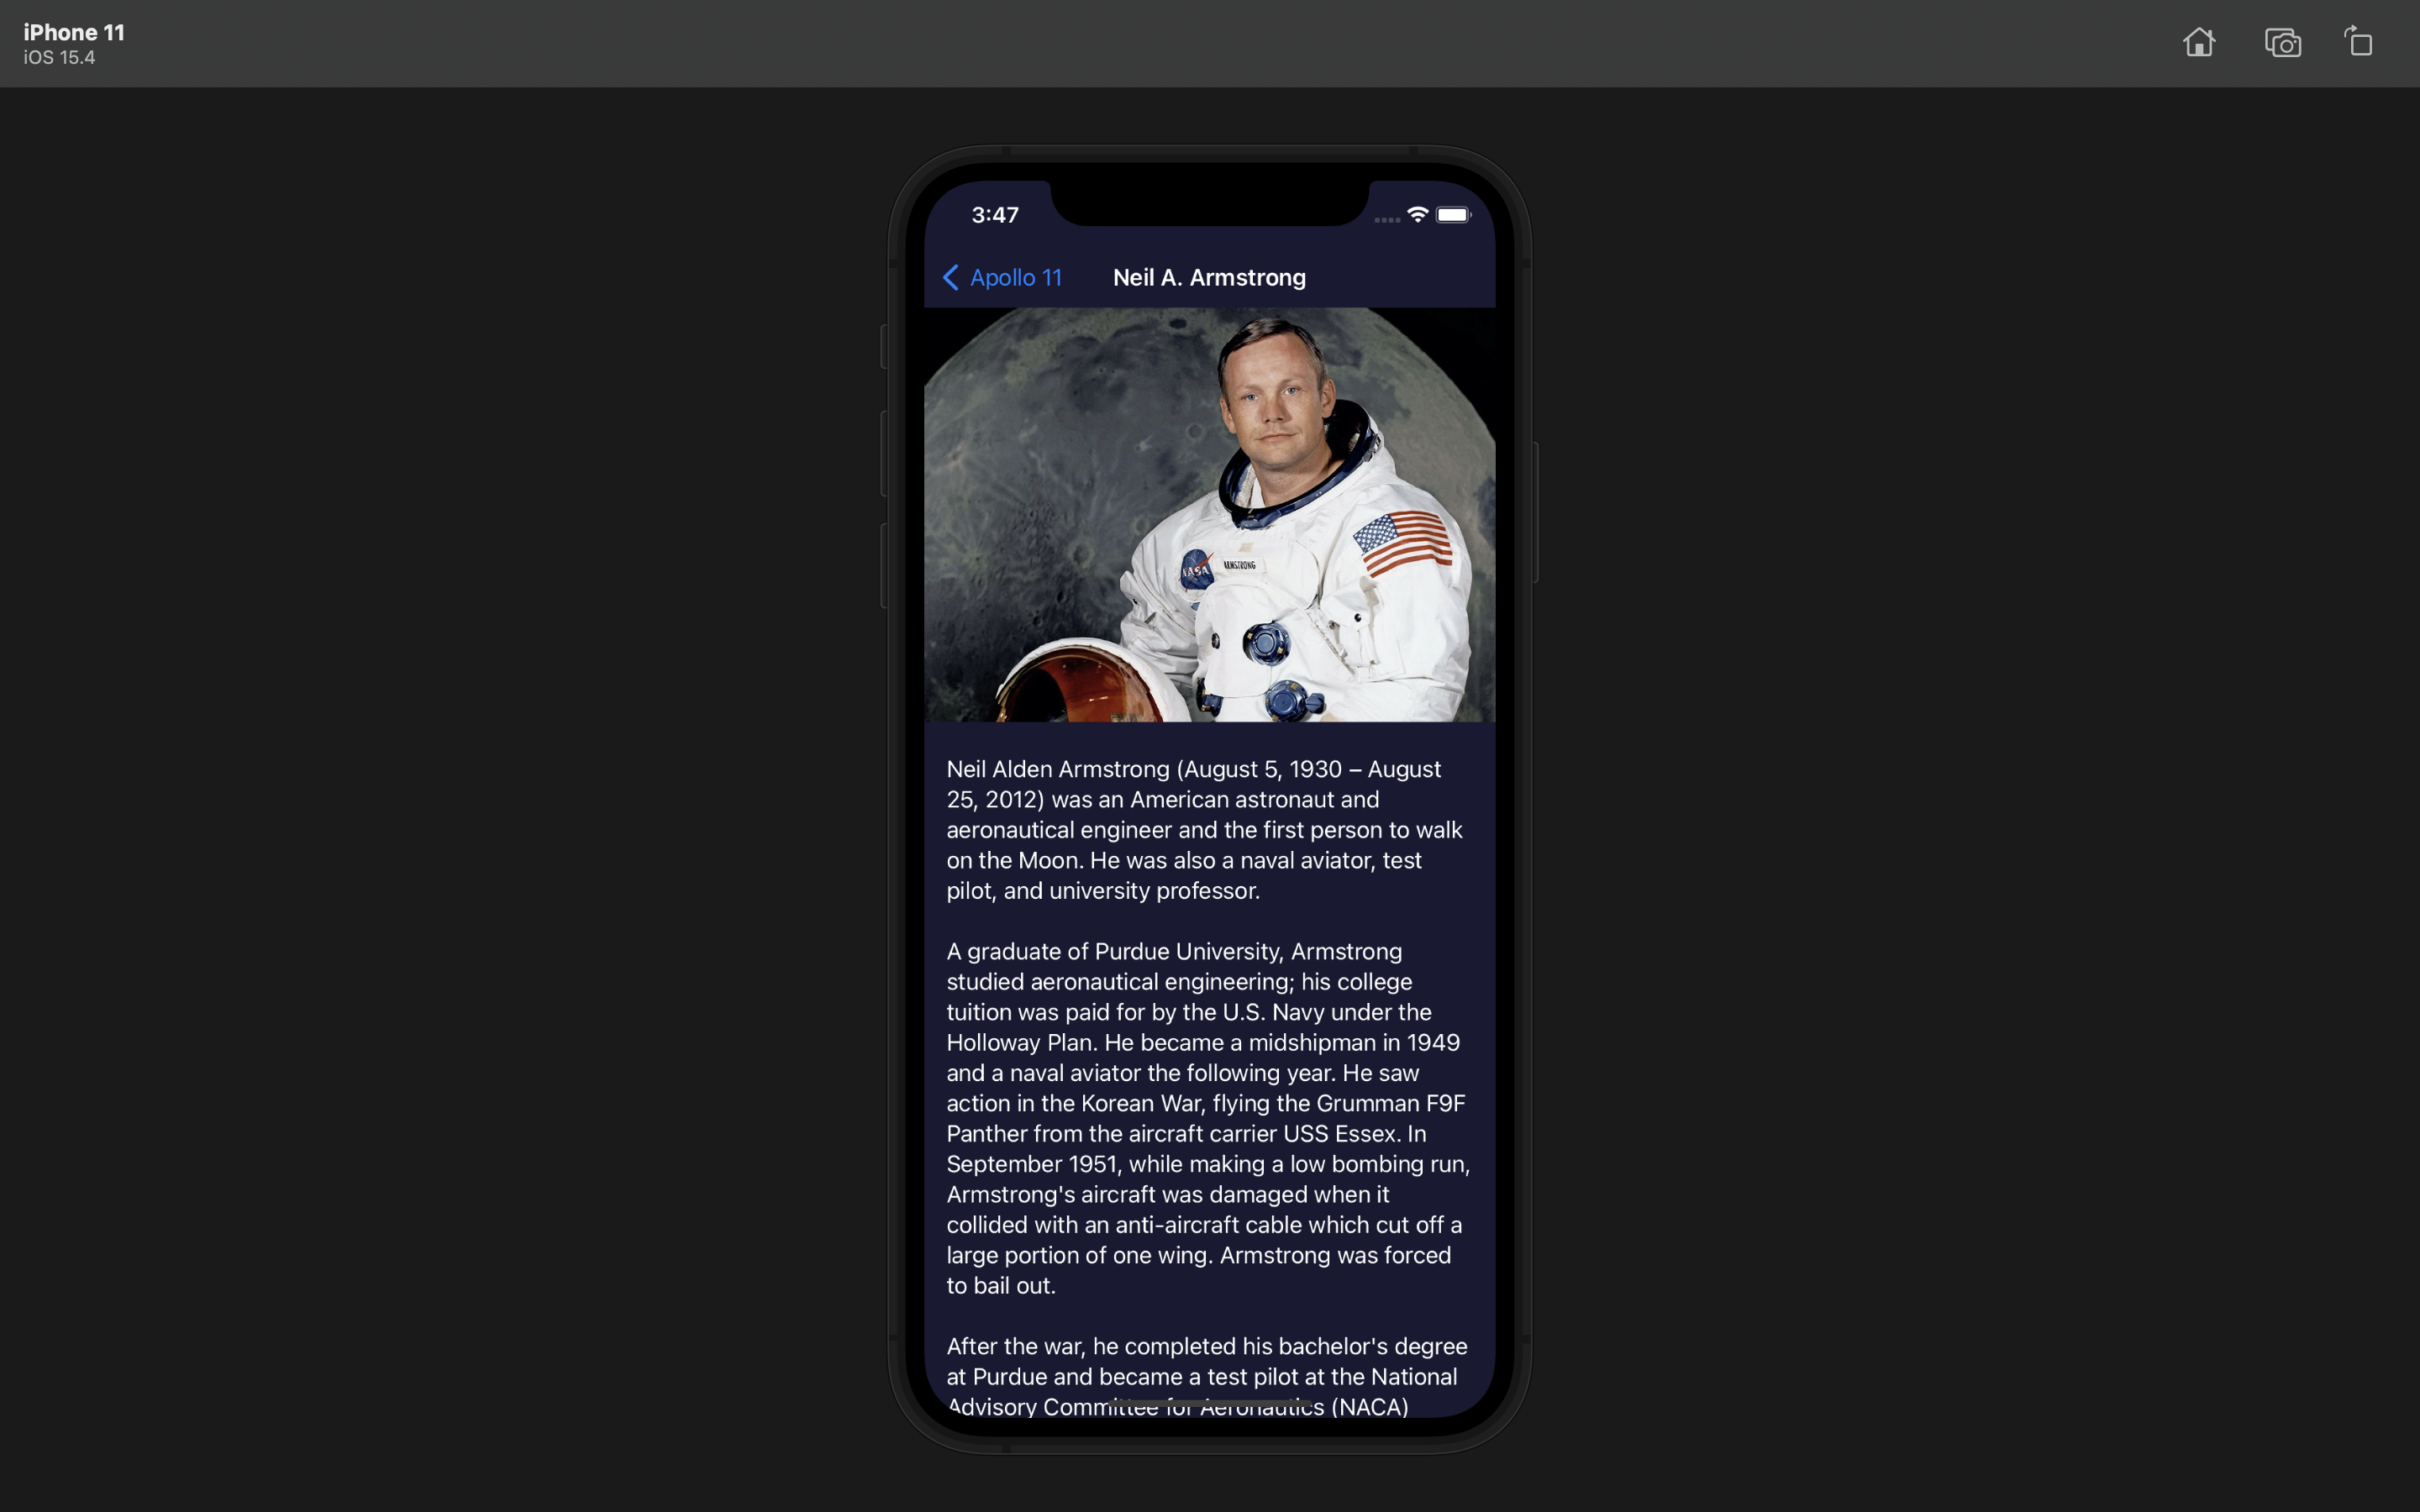 iPhone 11
iOS 15.4
3:47
Apollo 11
Neil A. Armstrong
NASA
ARMSTRONG
Neil Alden Armstrong (August 5, 1930 – August
25, 2012) was an American astronaut and
aeronautical engineer and the first person to walk
on the Moon. He was also a naval aviator, test
pilot, and university professor.
A graduate of Purdue University, Armstrong
studied aeronautical engineering; his college
tuition was paid for by the U.S. Navy under the
Holloway Plan. He became a midshipman in 1949
and a naval aviator the following year. He saw
action in the Korean War, flying the Grumman F9F
Panther from the aircraft carrier USS Essex. In
September 1951, while making a low bombing run,
Armstrong's aircraft was damaged when it
collided with an anti-aircraft cable which cut off a
large portion of one wing. Armstrong was forced
to bail out.
After the war, he completed his bachelor's degree
at Purdue and became a test pilot at the National
Advisory Committee for Aeronautics (NACA)